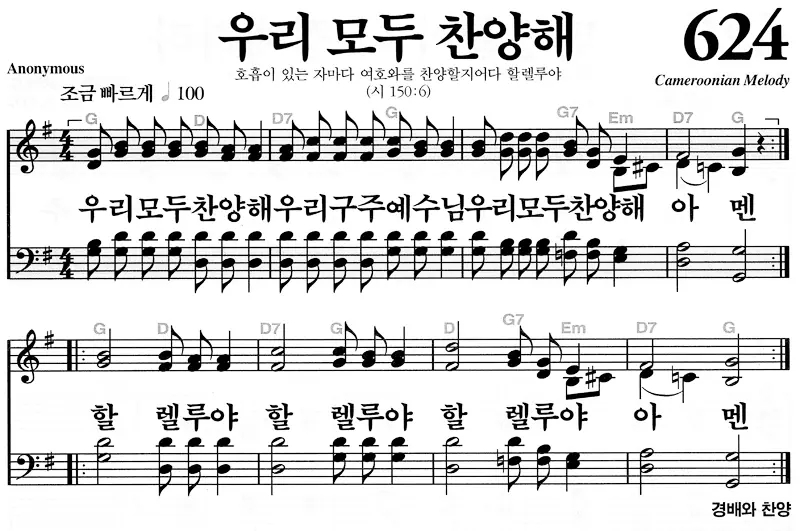 우리 모두 찬양해
624
Anonymous
호흡이 있는 자마다 여호와를 찬양할지어다 할렐루야
(시 150:6)
Cameroonian Melody
조금 빠르게 ♩ 100
G D D7 G G7 Em D7 G
우리모두찬양해우리구주예수님우리모두찬양해 아 멘
G D D7 G G7 Em D7 G
할 렐루야 할 렐루야 할 렐루야 아 멘
경배와 찬양